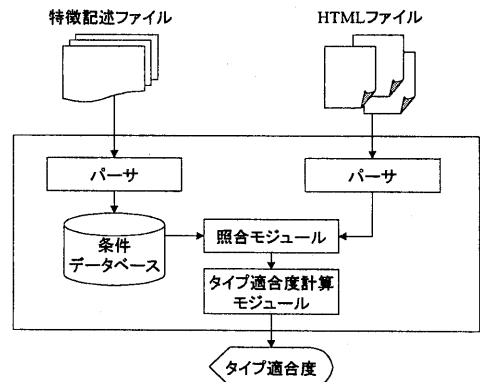 特徴記述ファイル
HTMLファイル
パーサ
パーサ
条件
データベース
照合モジュール
タイプ適合度計算
モジュール
タイプ適合度